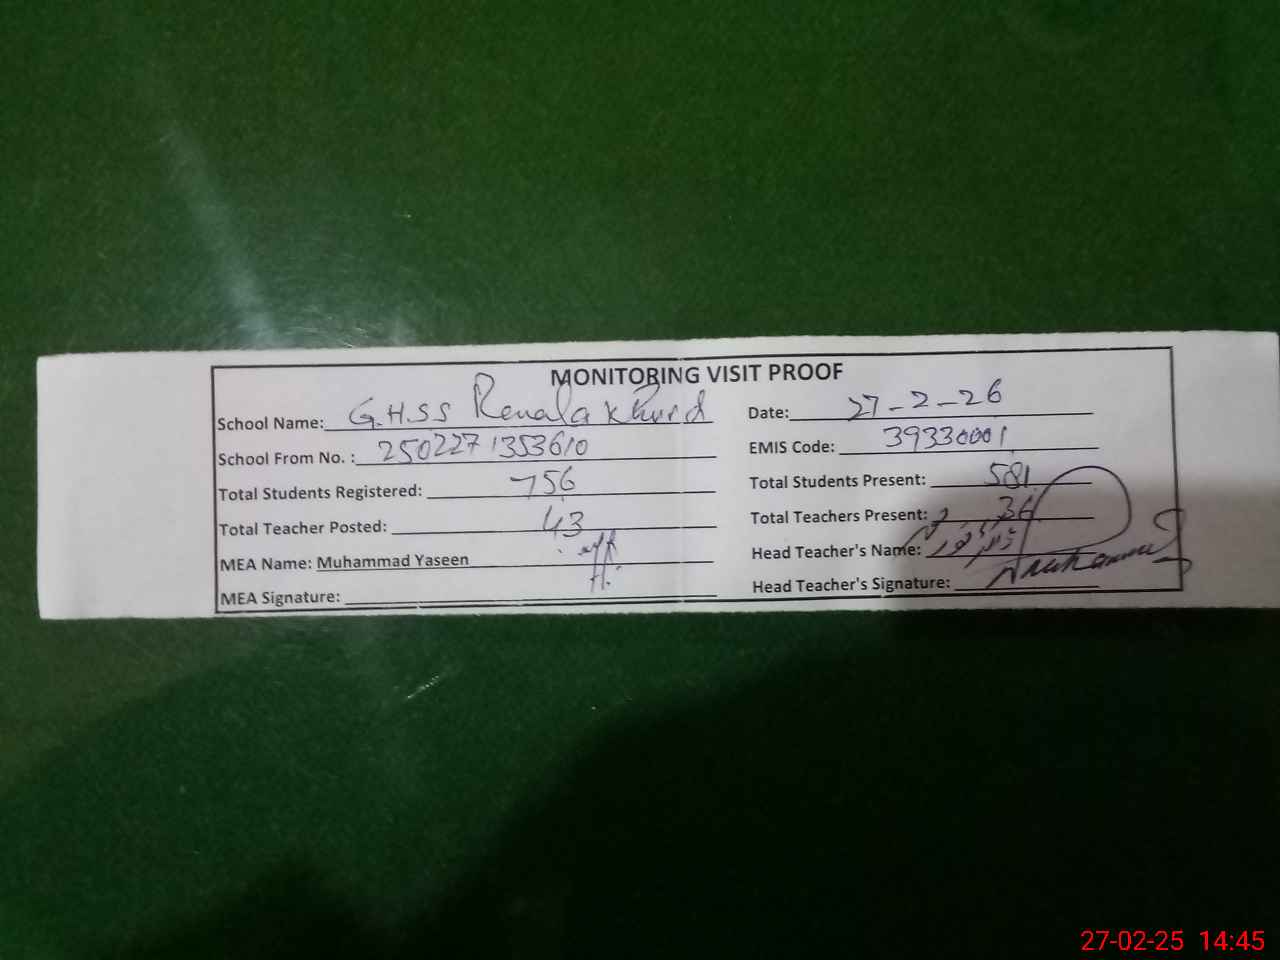 MONITORING VISIT PROOF
School Name: G.H.S.S Renala Khurd Date: 27-2-26
School From No. : 2502271353610 EMIS Code: 39330001
Total Students Registered: 756 Total Students Present: 581
Total Teacher Posted: 43 Total Teachers Present: 36
MEA Name: Muhammad Yaseen Head Teacher's Name:
MEA Signature: Head Teacher's Signature:
27-02-25 14:45